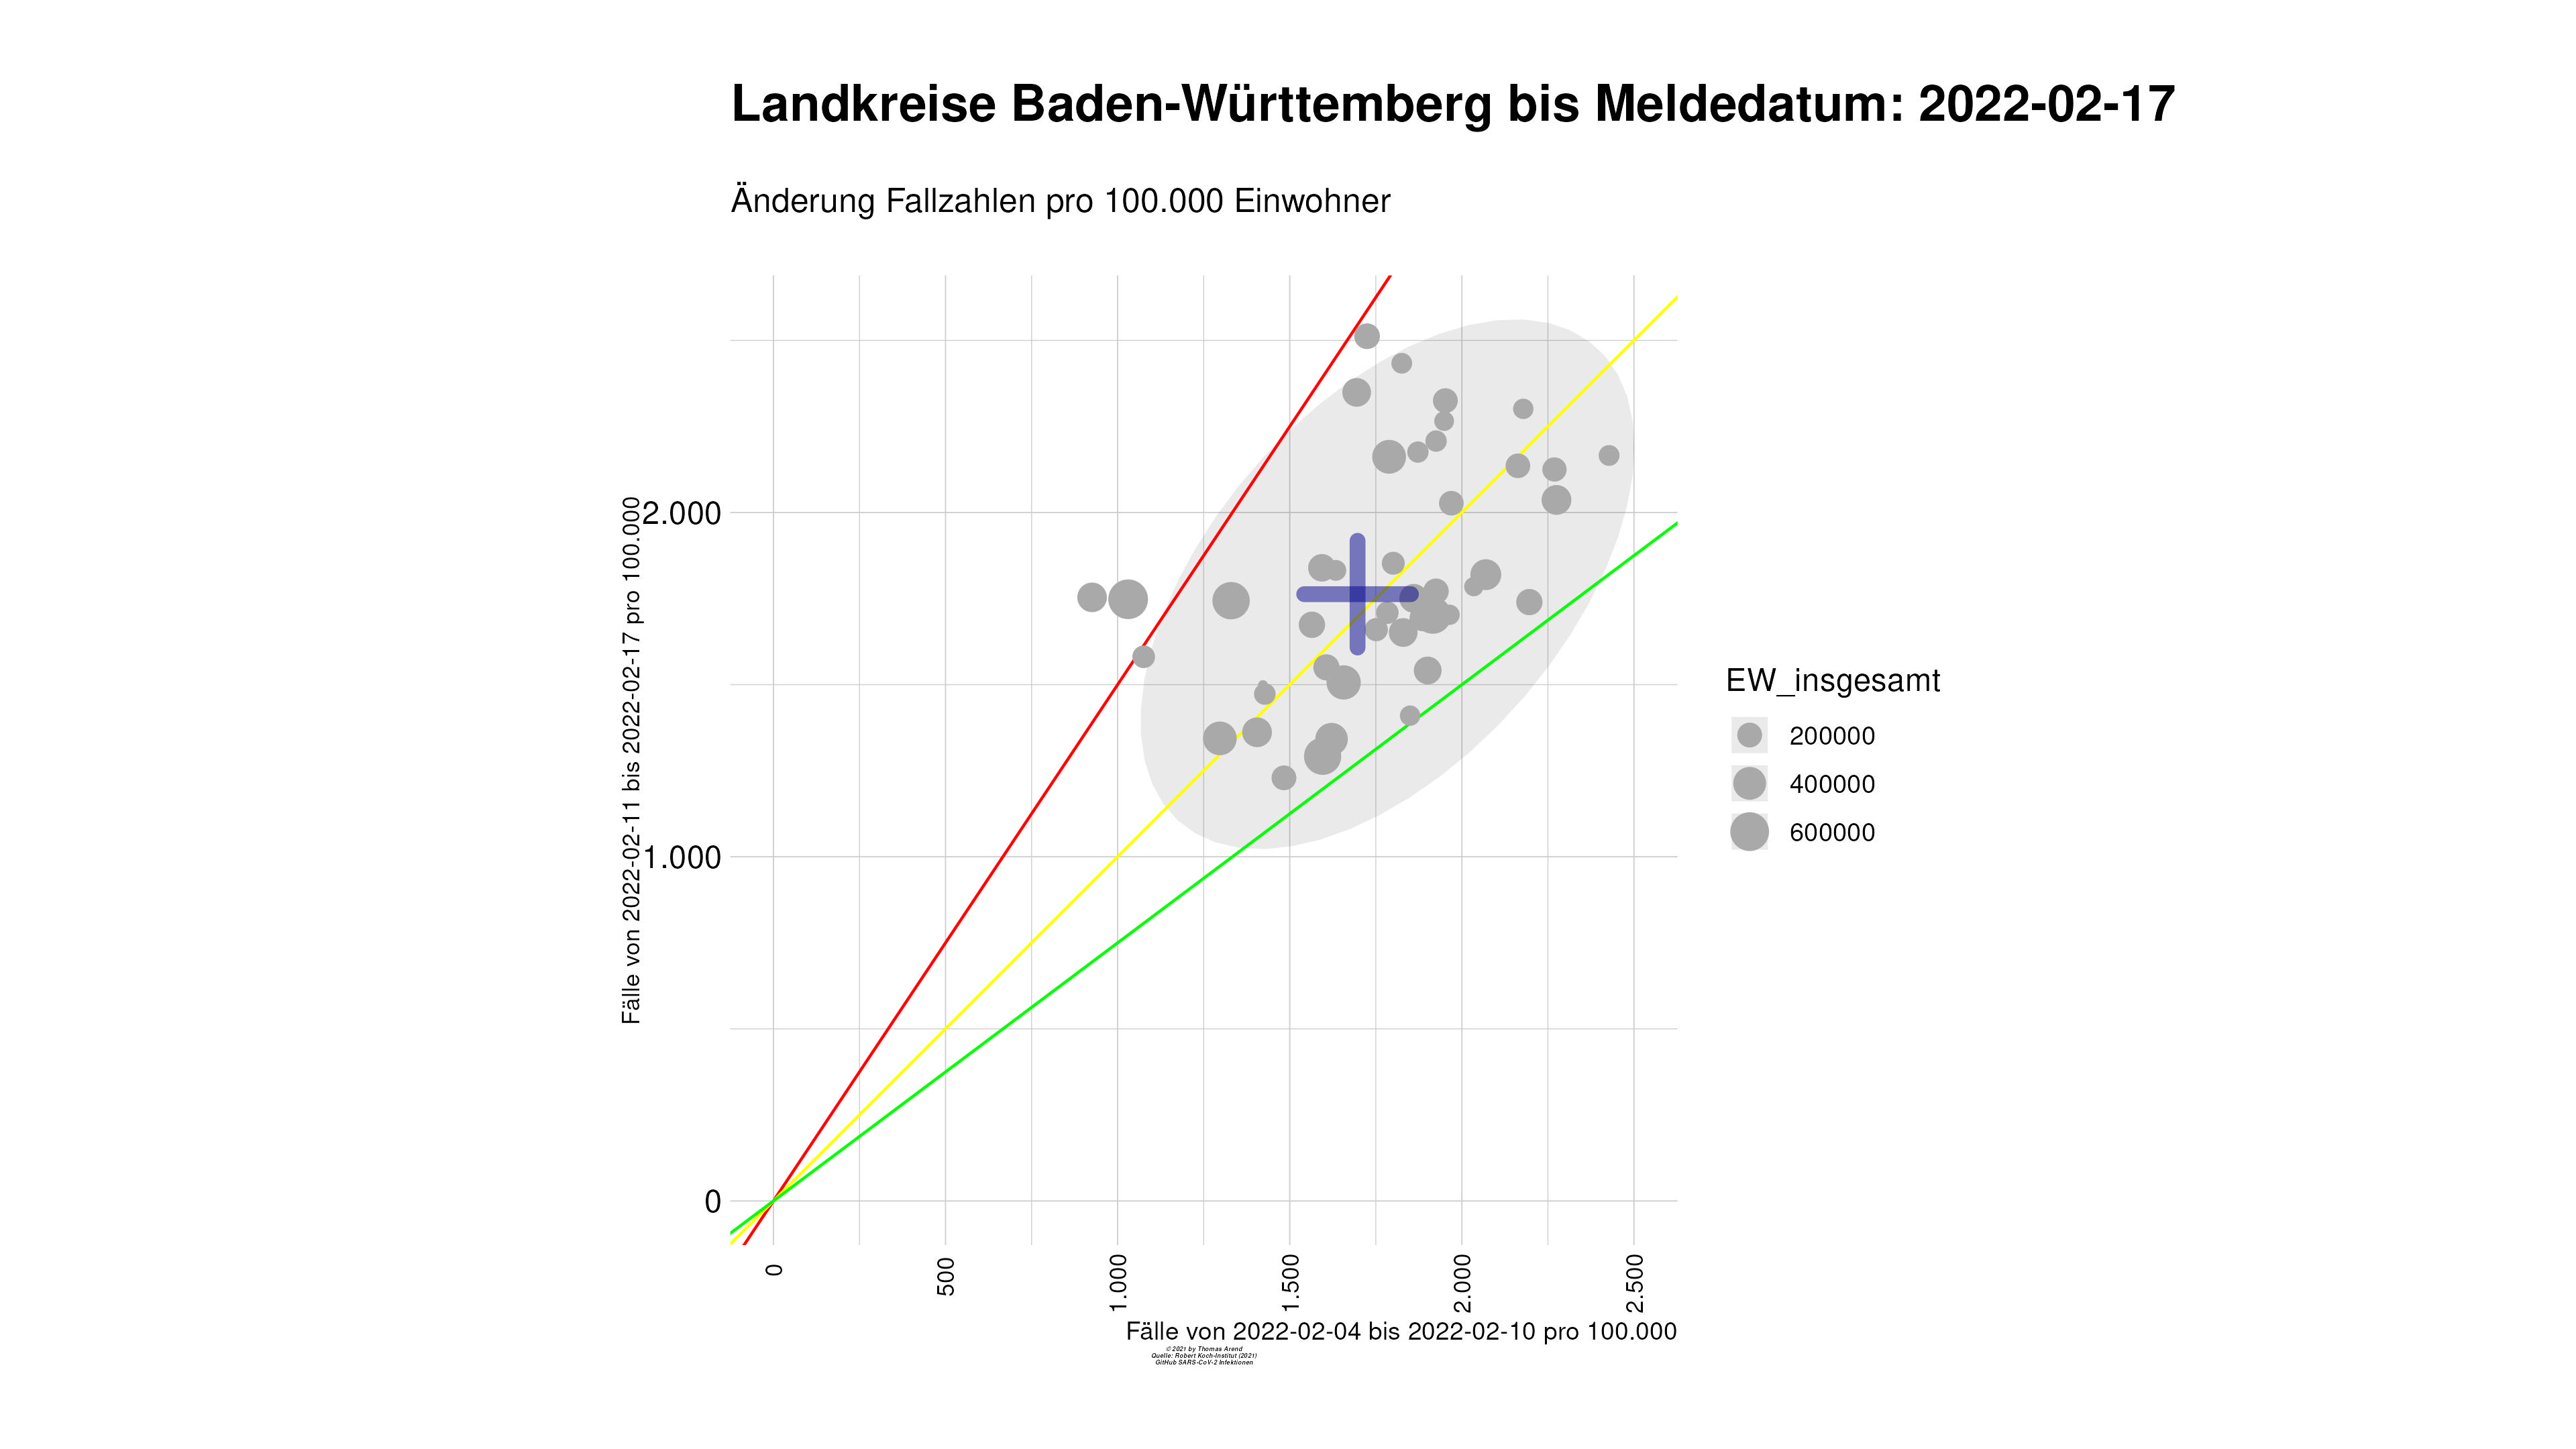 Landkreise Baden-Württemberg bis Meldedatum: 2022-02-17
Änderung Fallzahlen pro 100.000 Einwohner
Fälle von 2022-02-11 bis 2022-02-17 pro 100.000
2.000
1.000
0
0
500
1.000
1.500
2.000
2.500
Fälle von 2022-02-04 bis 2022-02-10 pro 100.000
EW_insgesamt
200000
400000
600000
© 2021 by Thomas Arend
Quelle: Robert Koch-Institut (2021)
GitHub SARS-CoV-2 Infektionen